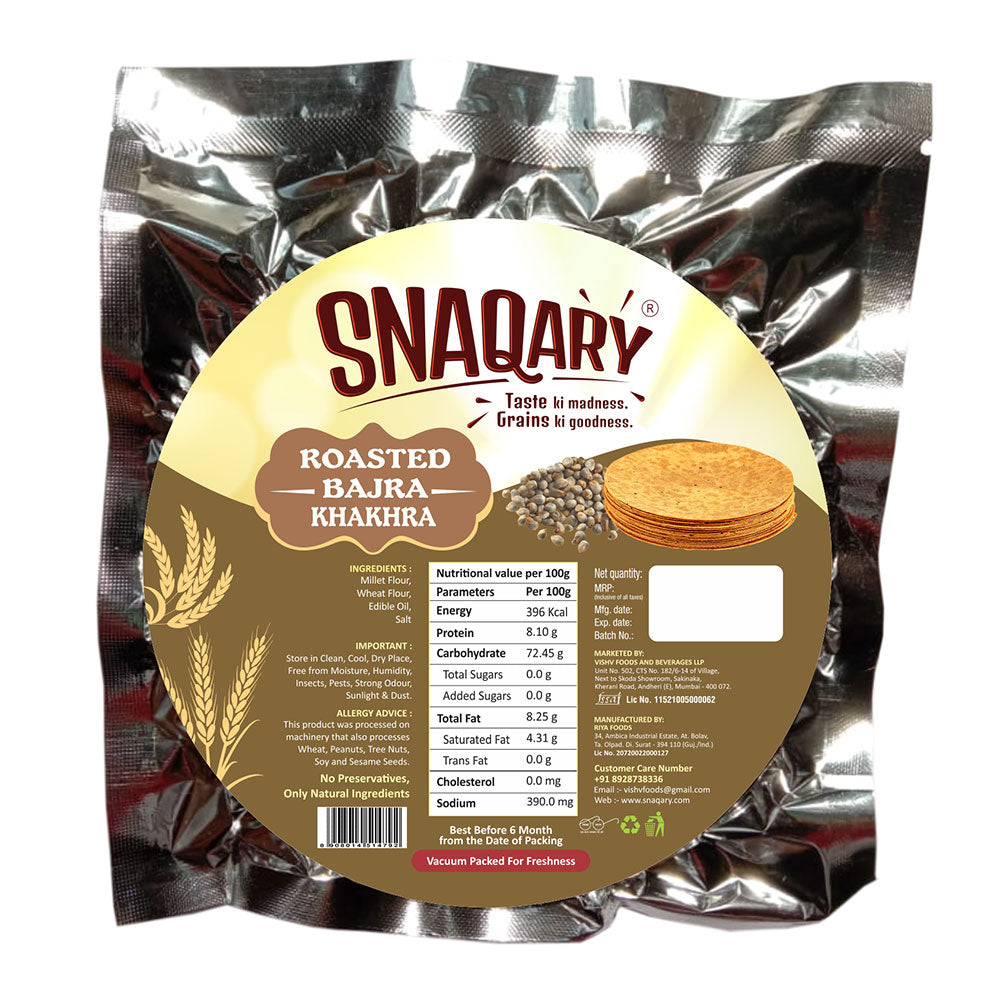 SNAQARY ®
Taste ki madness.
Grains ki goodness.
ROASTED
BAJRA
KHAKHRA
INGREDIENTS :
Millet Flour,
Wheat Flour,
Edible Oil,
Salt
IMPORTANT :
Store in Clean, Cool, Dry Place,
Free from Moisture, Humidity,
Insects, Pests, Strong Odour,
Sunlight & Dust.
ALLERGY ADVICE :
This product was processed on
machinery that also processes
Wheat, Peanuts, Tree Nuts,
Soy and Sesame Seeds.
No Preservatives,
Only Natural Ingredients
8 908014 514792
Nutritional value per 100g
Parameters Per 100g
Energy 396 Kcal
Protein 8.10 g
Carbohydrate 72.45 g
Total Sugars 0.0 g
Added Sugars 0.0 g
Total Fat 8.25 g
Saturated Fat 4.31 g
Trans Fat 0.0 g
Cholesterol 0.0 mg
Sodium 390.0 mg
Best Before 6 Month
from the Date of Packing
Vacuum Packed For Freshness
Net quantity:
MRP:
(Inclusive of all taxes)
Mfg. date:
Exp. date:
Batch No.:
MARKETED BY:
VISHV FOODS AND BEVERAGES LLP
Unit No. 502, CTS No. 182/6-14 of Village,
Next to Skoda Showroom, Sakinaka,
Kherani Road, Andheri (E), Mumbai - 400 072.
fssai Lic No. 11521005000062
MANUFACTURED BY:
RIYA FOODS
34, Ambica Industrial Estate, At. Bolav,
Ta. Olpad. Di. Surat - 394 110 (Guj./Ind.)
Lic No. 20720022000127
Customer Care Number
+91 8928738336
Email :- vishvfoods@gmail.com
Web :- www.snaqary.com